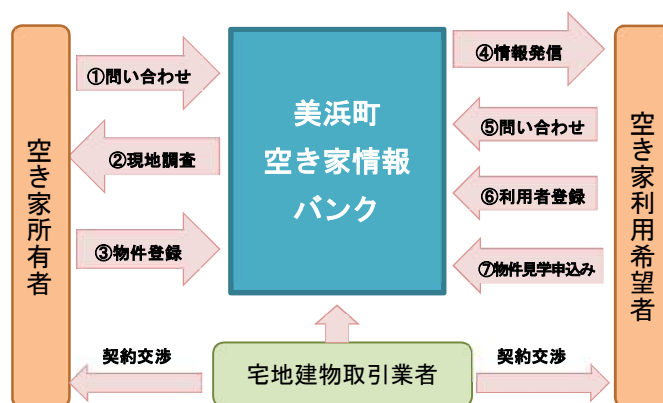 空き家所有者
①問い合わせ
②現地調査
③物件登録
美浜町
空き家情報
バンク
④情報発信
⑤問い合わせ
⑥利用者登録
⑦物件見学申込み
空き家利用希望者
契約交渉
宅地建物取引業者
契約交渉